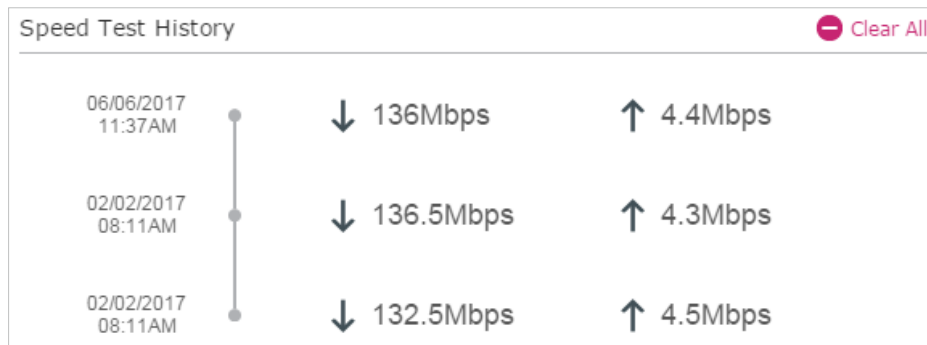 Speed Test History
Clear All
06/06/2017
11:37AM
136Mbps
4.4Mbps
02/02/2017
08:11AM
136.5Mbps
4.3Mbps
02/02/2017
08:11AM
132.5Mbps
4.5Mbps